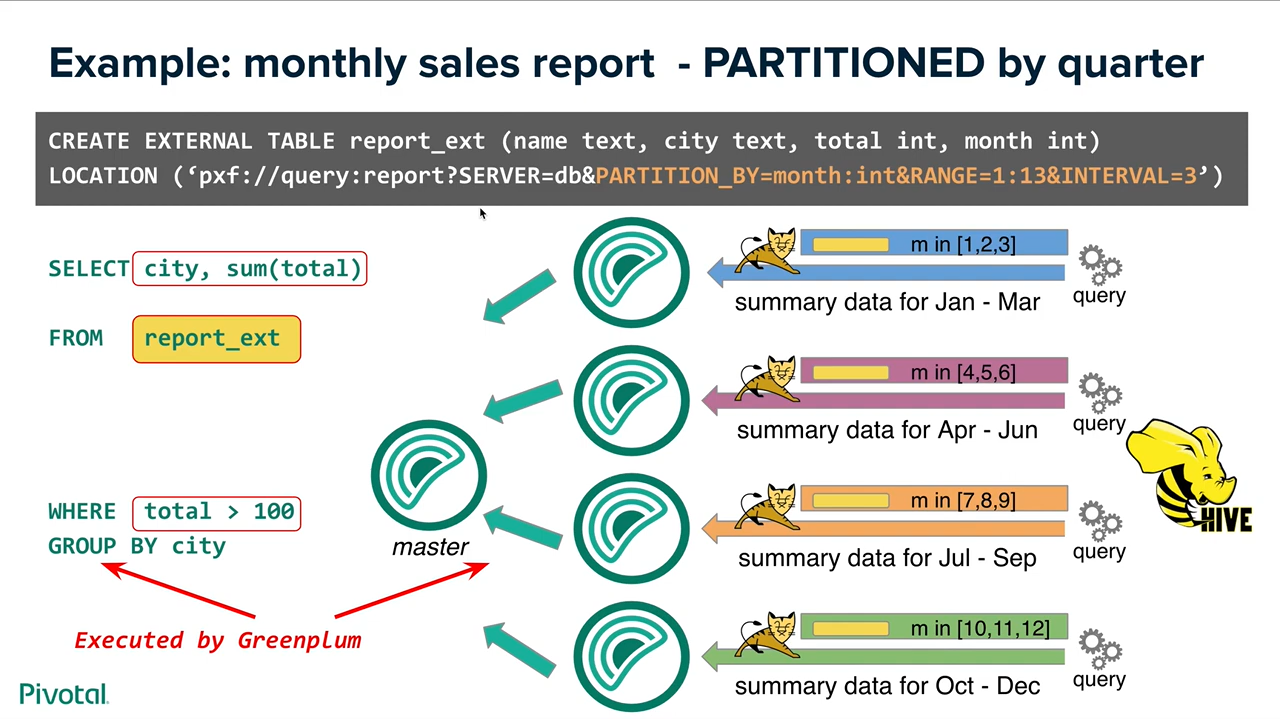 Example: monthly sales report - PARTITIONED by quarter
CREATE EXTERNAL TABLE report_ext (name text, city text, total int, month int)
LOCATION (‘pxf://query:report?SERVER=db&PARTITION_BY=month:int&RANGE=1:13&INTERVAL=3’)
SELECT city, sum(total)
FROM report_ext
WHERE total > 100
GROUP BY city
Executed by Greenplum
master
m in [1,2,3]
summary data for Jan - Mar
query
m in [4,5,6]
summary data for Apr - Jun
query
m in [7,8,9]
summary data for Jul - Sep
query
m in [10,11,12]
summary data for Oct - Dec
query
HIVE
Pivotal